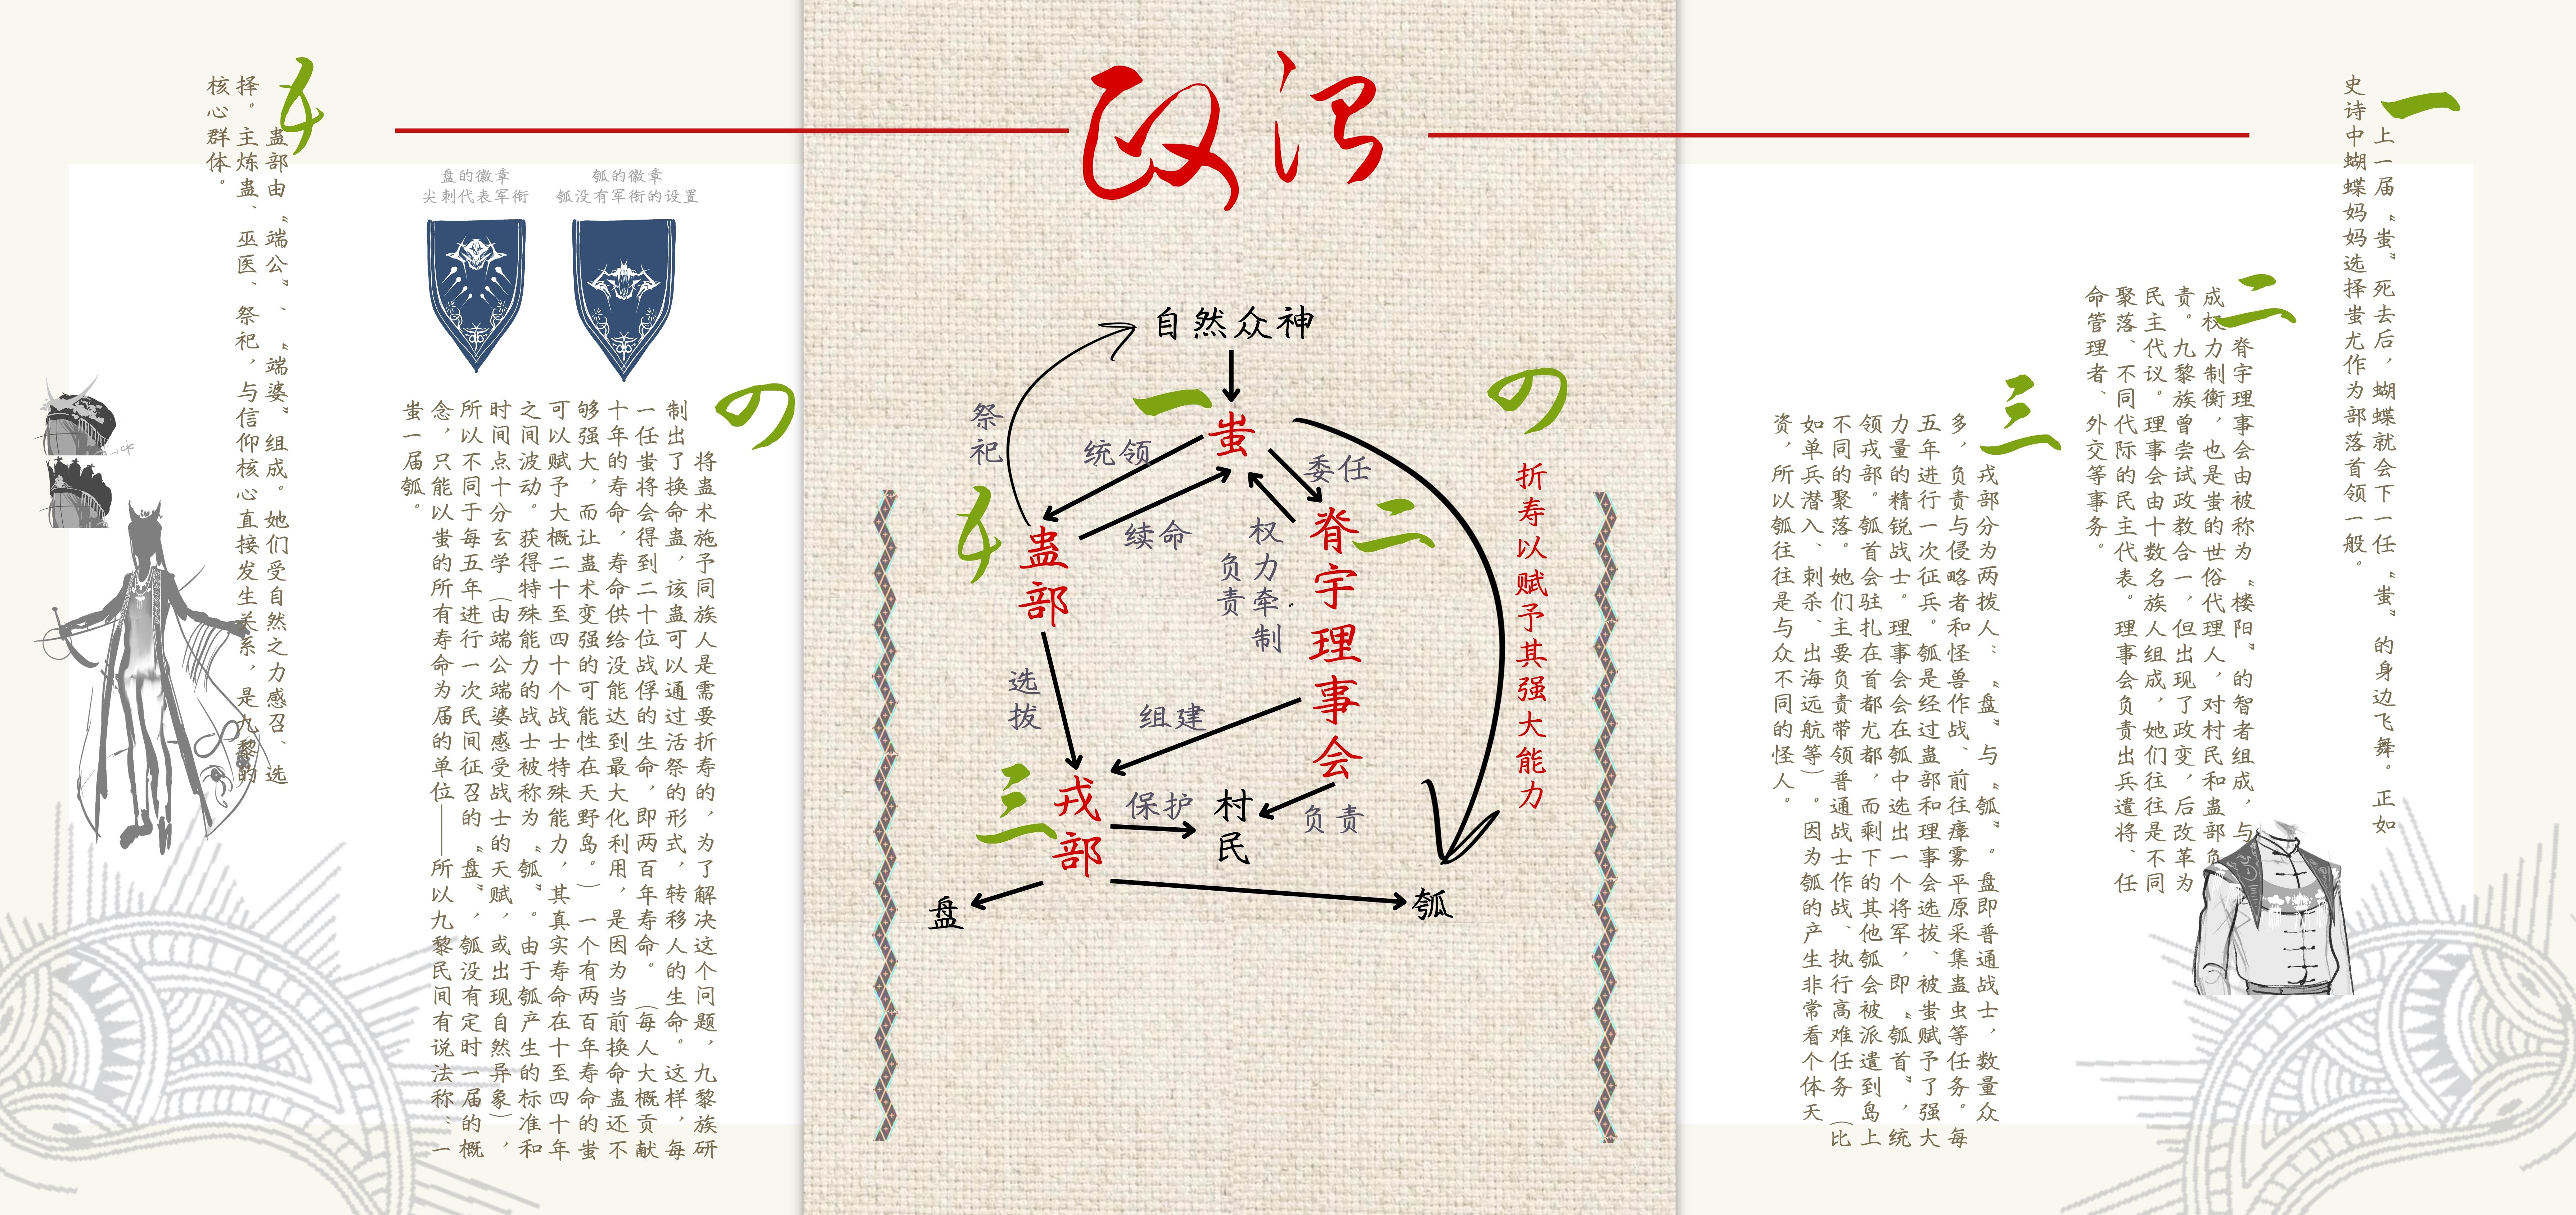 政治
一
上一届“蚩”死去后，蝴蝶就会下一任“蚩”的身边飞舞。正如
史诗中蝴蝶妈妈选择蚩尤作为部落首领一般。
二
脊宇理事会由被称为“楼阳”的智者组成，与
成权力制衡，也是蚩的世俗代理人，对村民和蛊部负
责。九黎族曾尝试政教合一，但出现了政变，后改革为
民主代议。理事会由十数名族人组成，她们往往是不同
聚落、不同代际的民主代表。理事会负责出兵遣将、任
命管理者、外交等事务。
三
戎部分为两拨人：“盘”与“瓠”。盘即普通战士，数量众
多，负责与侵略者和怪兽作战、前往瘴雾平原采集蛊虫等任务。每
五年进行一次征兵。瓠是经过蛊部和理事会选拔、被蚩赋予了强大
力量的精锐战士。理事会会在瓠中选出一个将军，即“瓠首”，统
领戎部。瓠首会驻扎在首都尤都，而剩下的其他瓠会被派遣到岛上
不同的聚落。她们主要负责带领普通战士作战、执行高难任务（比
如单兵潜入、刺杀、出海远航等）。因为瓠的产生非常看个体天
资，所以瓠往往是与众不同的怪人。
自然众神
祭祀
一
蚩
统领
续命
委任
权力牵制
负责
四
折寿以赋予其强大能力
五
蛊部
二
脊宇理事会
选拔
组建
三
戎部
保护
村民
负责
盘
瓠
四
将蛊术施予同族人是需要折寿的，为了解决这个问题，九黎族研
制出了换命蛊，该蛊可以通过活祭的形式，转移人的生命。这样，每
一任蚩将会得到二十位战俘的生命，即两百年寿命。（每人大概贡献
十年的寿命，寿命供给没能达到最大化利用，是因为当前换命蛊还不
够强大，而让蛊术变强的可能性在天野岛。）一个有两百年寿命的蚩
可以赋予大概二十至四十个战士特殊能力，其真实寿命在十至四十年
之间波动。获得特殊能力的战士被称为“瓠”。由于瓠产生的标准和
时间点十分玄学（由端公端婆感受战士的天赋，或出现自然异象），
所以不同于每五年进行一次民间征召的“盘”，瓠没有定时一届的概
念，只能以蚩的所有寿命为届的单位——所以九黎民间有说法称：一
蚩一届瓠。
盘的徽章
尖刺代表军衔
瓠的徽章
瓠没有军衔的设置
五
蛊部由“端公”、“端婆”组成。她们受自然之力感召、选
择。主炼蛊、巫医、祭祀，与信仰核心直接发生关系，是九黎的
核心群体。